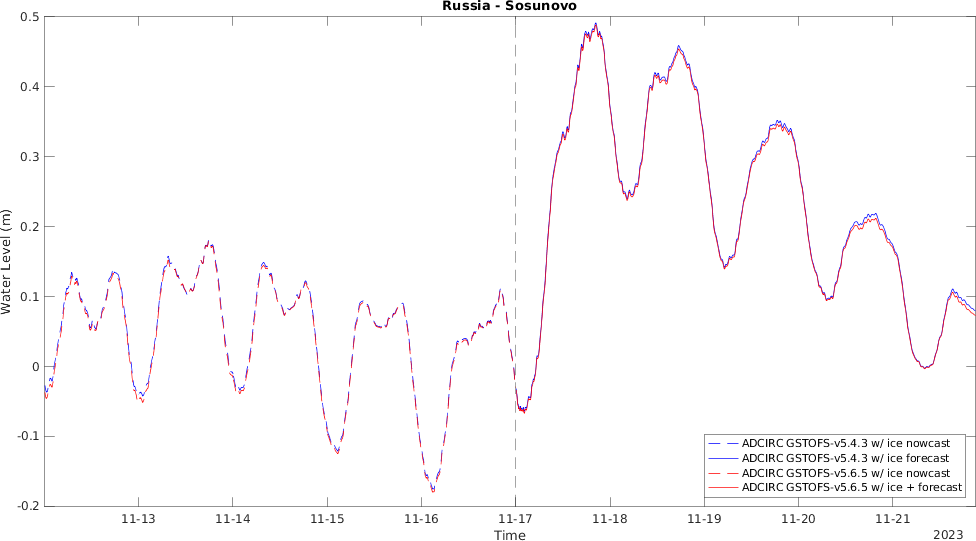 Russia - Sosunovo
0.5
0.4
0.3
0.2
0.1
0
-0.1
-0.2
Water Level (m)
ADCIRC GSTOFS-v5.4.3 w/ ice nowcast
ADCIRC GSTOFS-v5.4.3 w/ ice forecast
ADCIRC GSTOFS-v5.6.5 w/ ice nowcast
ADCIRC GSTOFS-v5.6.5 w/ ice + forecast
11-13 11-14 11-15 11-16 11-17 11-18 11-19 11-20 11-21
Time
2023